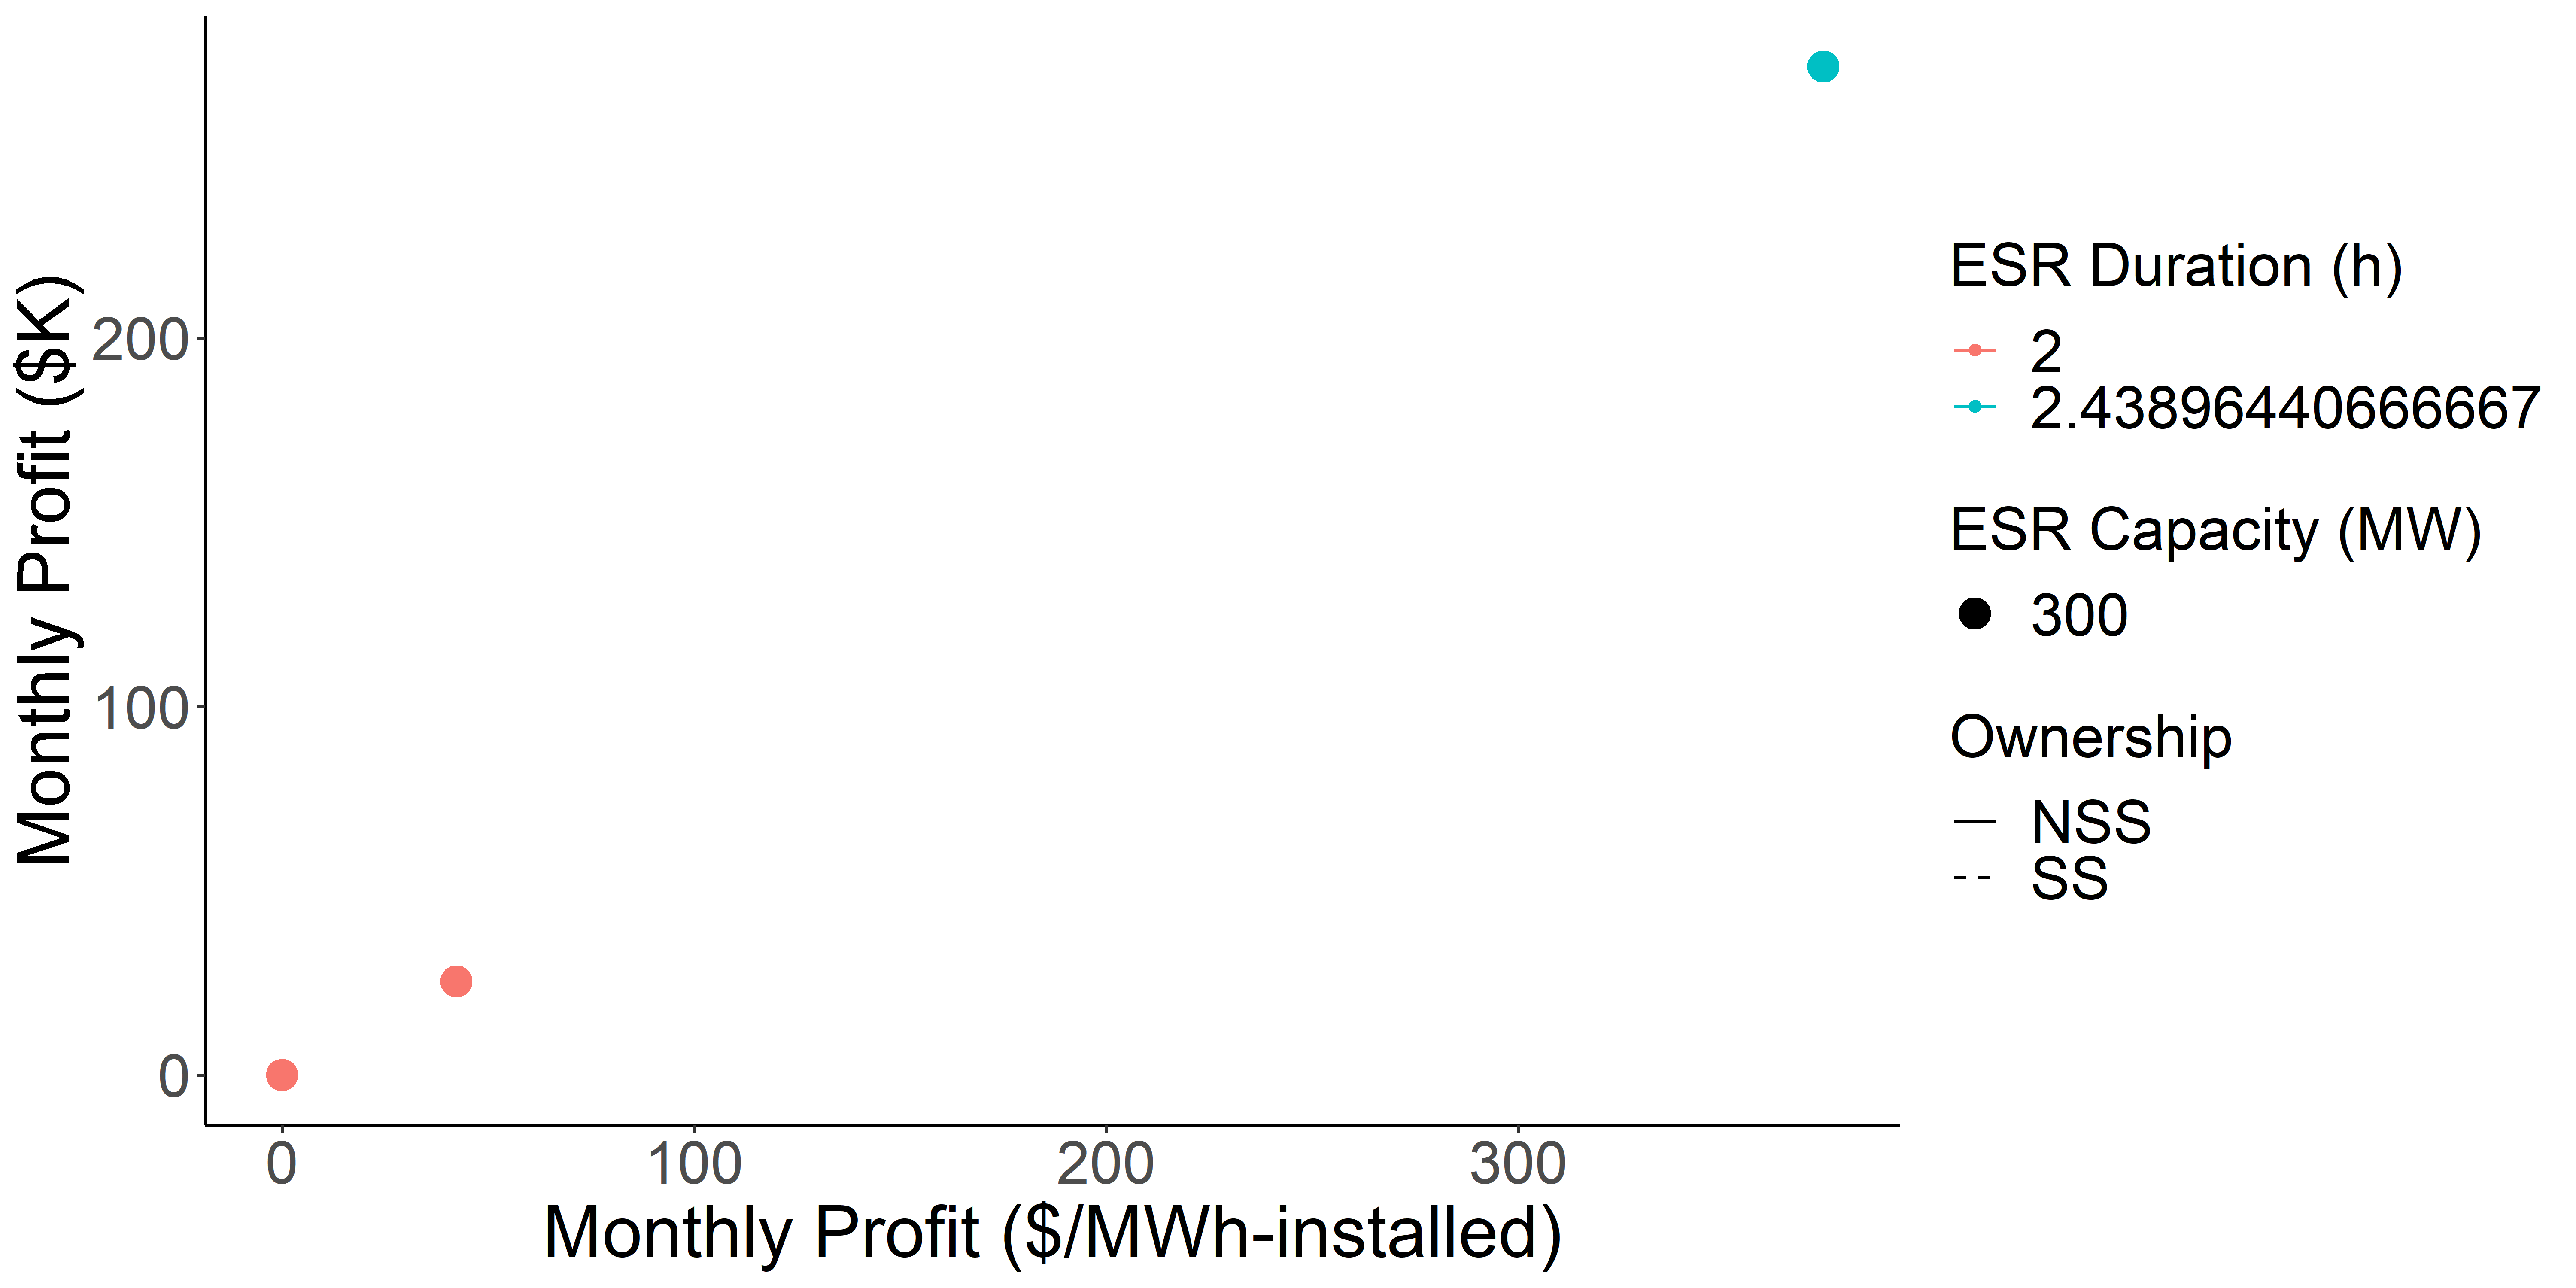 Monthly Profit ($K)
200
100
0
0 100 200 300
Monthly Profit ($/MWh-installed)
ESR Duration (h)
2
2.43896440666667
ESR Capacity (MW)
300
Ownership
NSS
SS